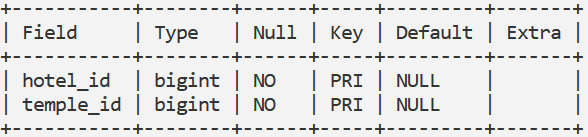 +-----------+--------+------+-----+---------+-------+
| Field     | Type   | Null | Key | Default | Extra |
+-----------+--------+------+-----+---------+-------+
| hotel_id  | bigint | NO   | PRI | NULL    |       |
| temple_id | bigint | NO   | PRI | NULL    |       |
+-----------+--------+------+-----+---------+-------+